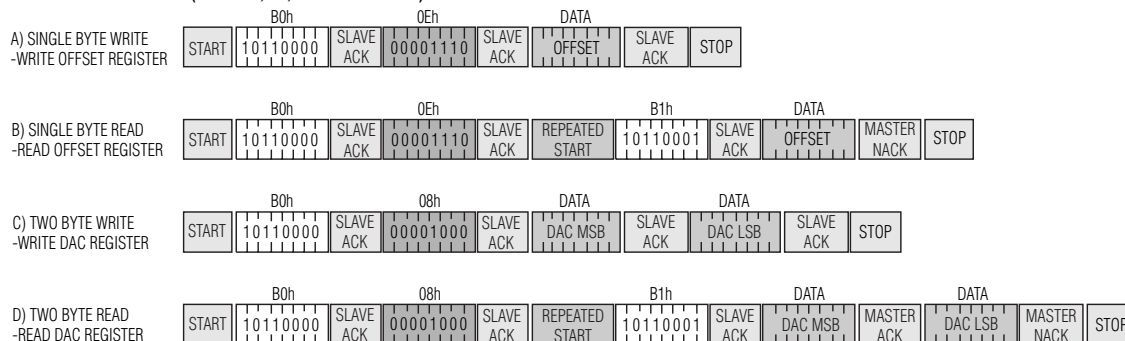 B0h 0Eh DATA
A) SINGLE BYTE WRITE
-WRITE OFFSET REGISTER
START 10110000 SLAVE ACK 00001110 SLAVE ACK OFFSET SLAVE ACK STOP
B0h 0Eh B1h DATA
B) SINGLE BYTE READ
-READ OFFSET REGISTER
START 10110000 SLAVE ACK 00001110 SLAVE ACK REPEATED START 10110001 SLAVE ACK OFFSET MASTER NACK STOP
B0h 08h DATA DATA
C) TWO BYTE WRITE
-WRITE DAC REGISTER
START 10110000 SLAVE ACK 00001000 SLAVE ACK DAC MSB SLAVE ACK DAC LSB SLAVE ACK STOP
B0h 08h B1h DATA DATA
D) TWO BYTE READ
-READ DAC REGISTER
START 10110000 SLAVE ACK 00001000 SLAVE ACK REPEATED START 10110001 SLAVE ACK DAC MSB MASTER ACK DAC LSB MASTER NACK STOP